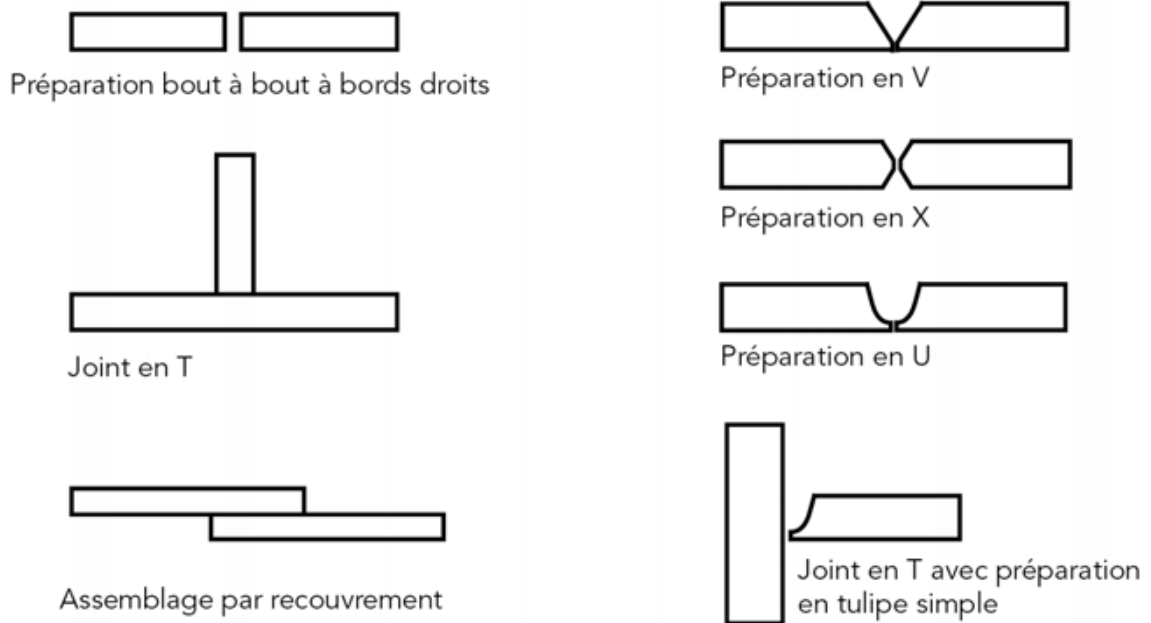 Préparation bout à bout à bords droits
Joint en T
Assemblage par recouvrement
Préparation en V
Préparation en X
Préparation en U
Joint en T avec préparation
en tulipe simple